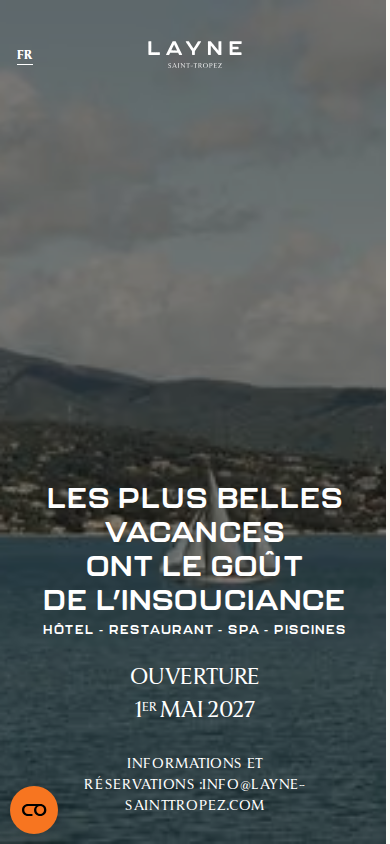 FR
LAYNE
SAINT-TROPEZ
LES PLUS BELLES
VACANCES
ONT LE GOÛT
DE L'INSOUCIANCE
HÔTEL - RESTAURANT - SPA - PISCINES
OUVERTURE
1ER MAI 2027
INFORMATIONS ET
RÉSERVATIONS :INFO@LAYNE-
SAINTTROPEZ.COM